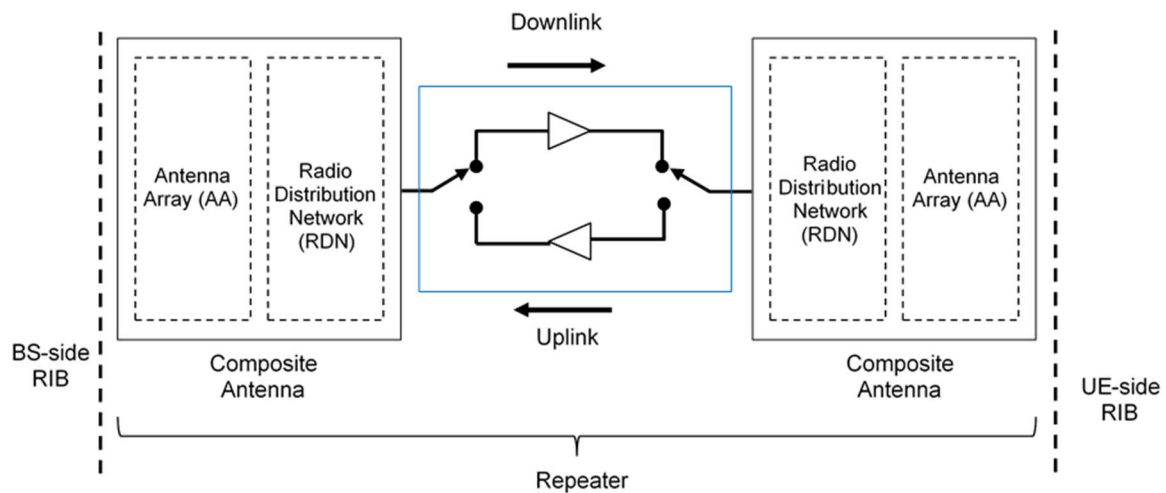 Downlink
Antenna
Array (AA)
Radio
Distribution
Network
(RDN)
Radio
Distribution
Network
(RDN)
Antenna
Array (AA)
Uplink
BS-side
RIB
Composite
Antenna
Composite
Antenna
UE-side
RIB
Repeater